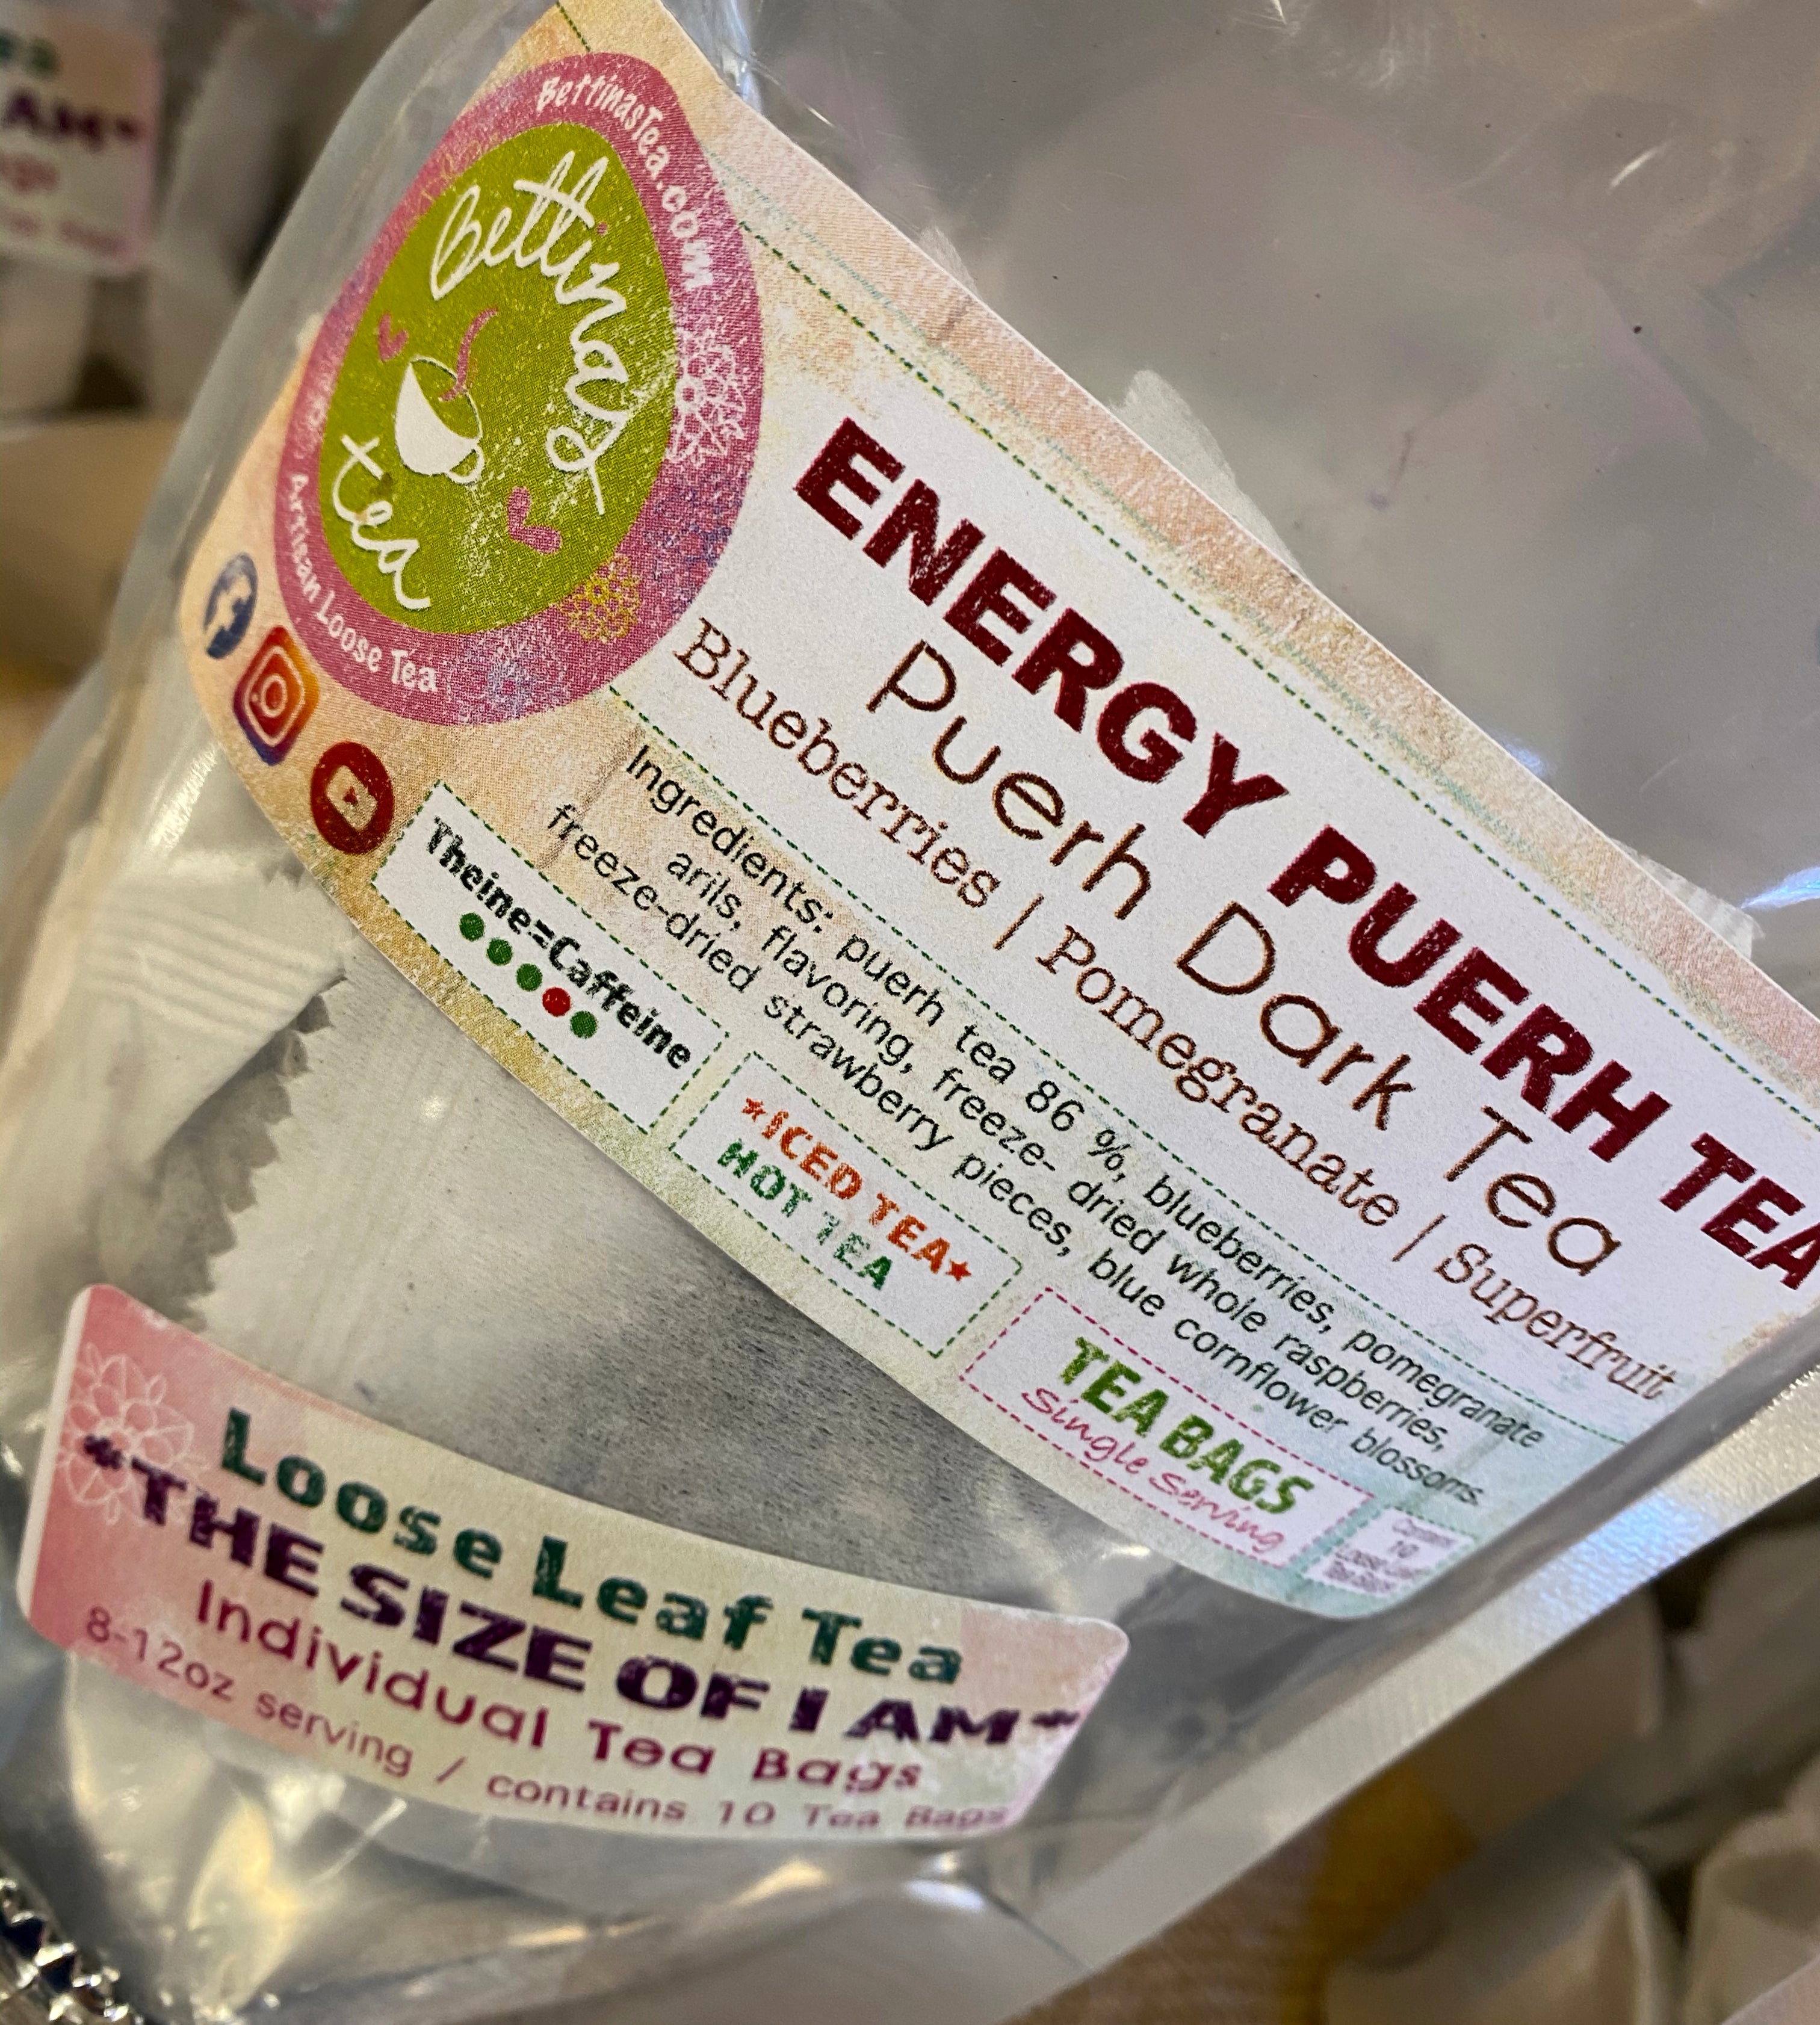 BettinasTea.com
Bettina's
tea
Artisan Loose Tea
ENERGY PUERH TEA
Puerh Dark Tea
Blueberries | Pomegranate | Superfruit
Ingredients: puerh tea 86 %, blueberries, pomegranate
arils, flavoring, freeze- dried whole raspberries,
freeze-dried strawberry pieces, blue cornflower blossoms.
Theine=Caffeine
*ICED TEA*
HOT TEA
TEA BAGS
Single Serving
10
Loose Leaf Tea
*THE SIZE OF I AM*
Individual Tea Bags
8-12oz serving / contains 10 Tea Bags
AM*